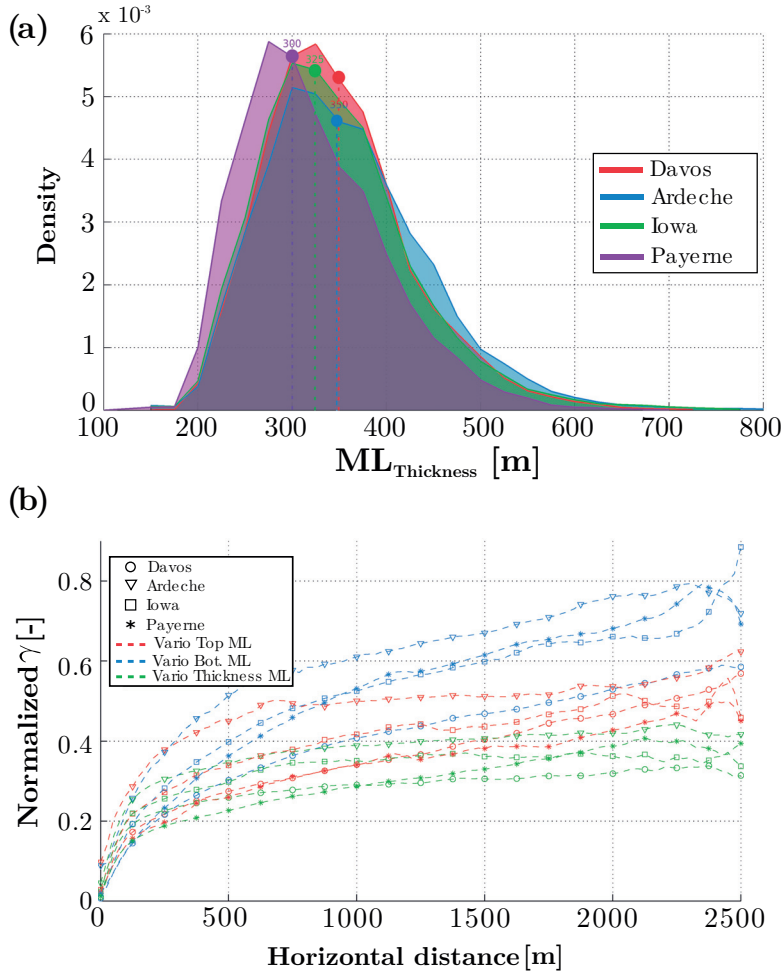 (a)
6 x 10-3
5
4
3
2
1
0
Density
300
325
350
Davos
Ardeche
Iowa
Payerne
100 200 300 400 500 600 700 800
MLThickness [m]
(b)
0.8
0.6
0.4
0.2
0
Normalized γ [-]
Davos
Ardeche
Iowa
Payerne
Vario Top ML
Vario Bot. ML
Vario Thickness ML
0 500 1000 1500 2000 2500
Horizontal distance [m]